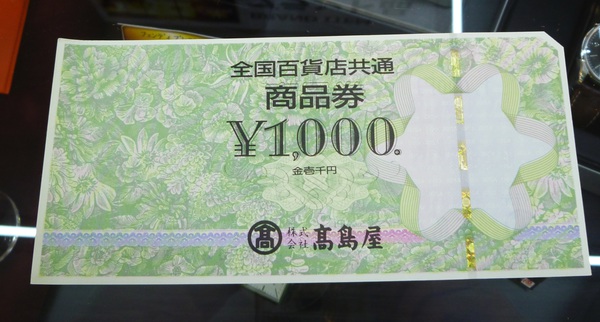 全国百貨店共通
商品券
¥1,000.
金壱千円
髙 株式会社 髙島屋